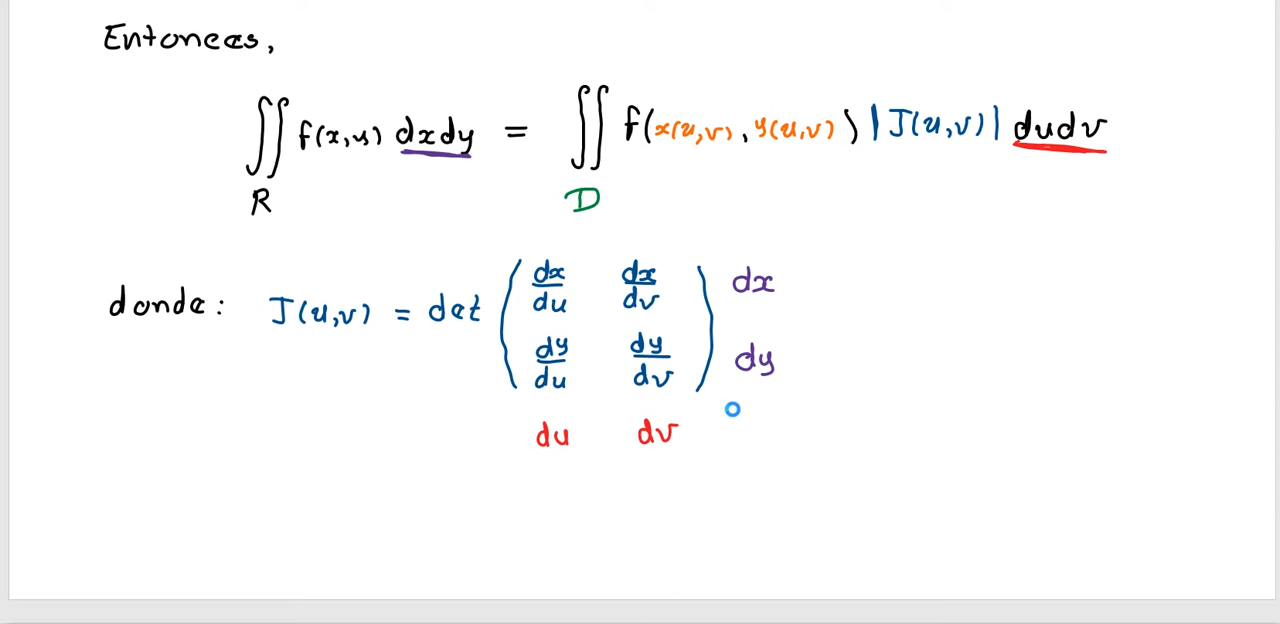 Entonces,
∬_R f(x,y) dxdy = ∬_D f(x(u,v), y(u,v)) |J(u,v)| dudv
donde: J(u,v) = det ( dx/du dx/dv ; dy/du dy/dv ) dx dy
du dv